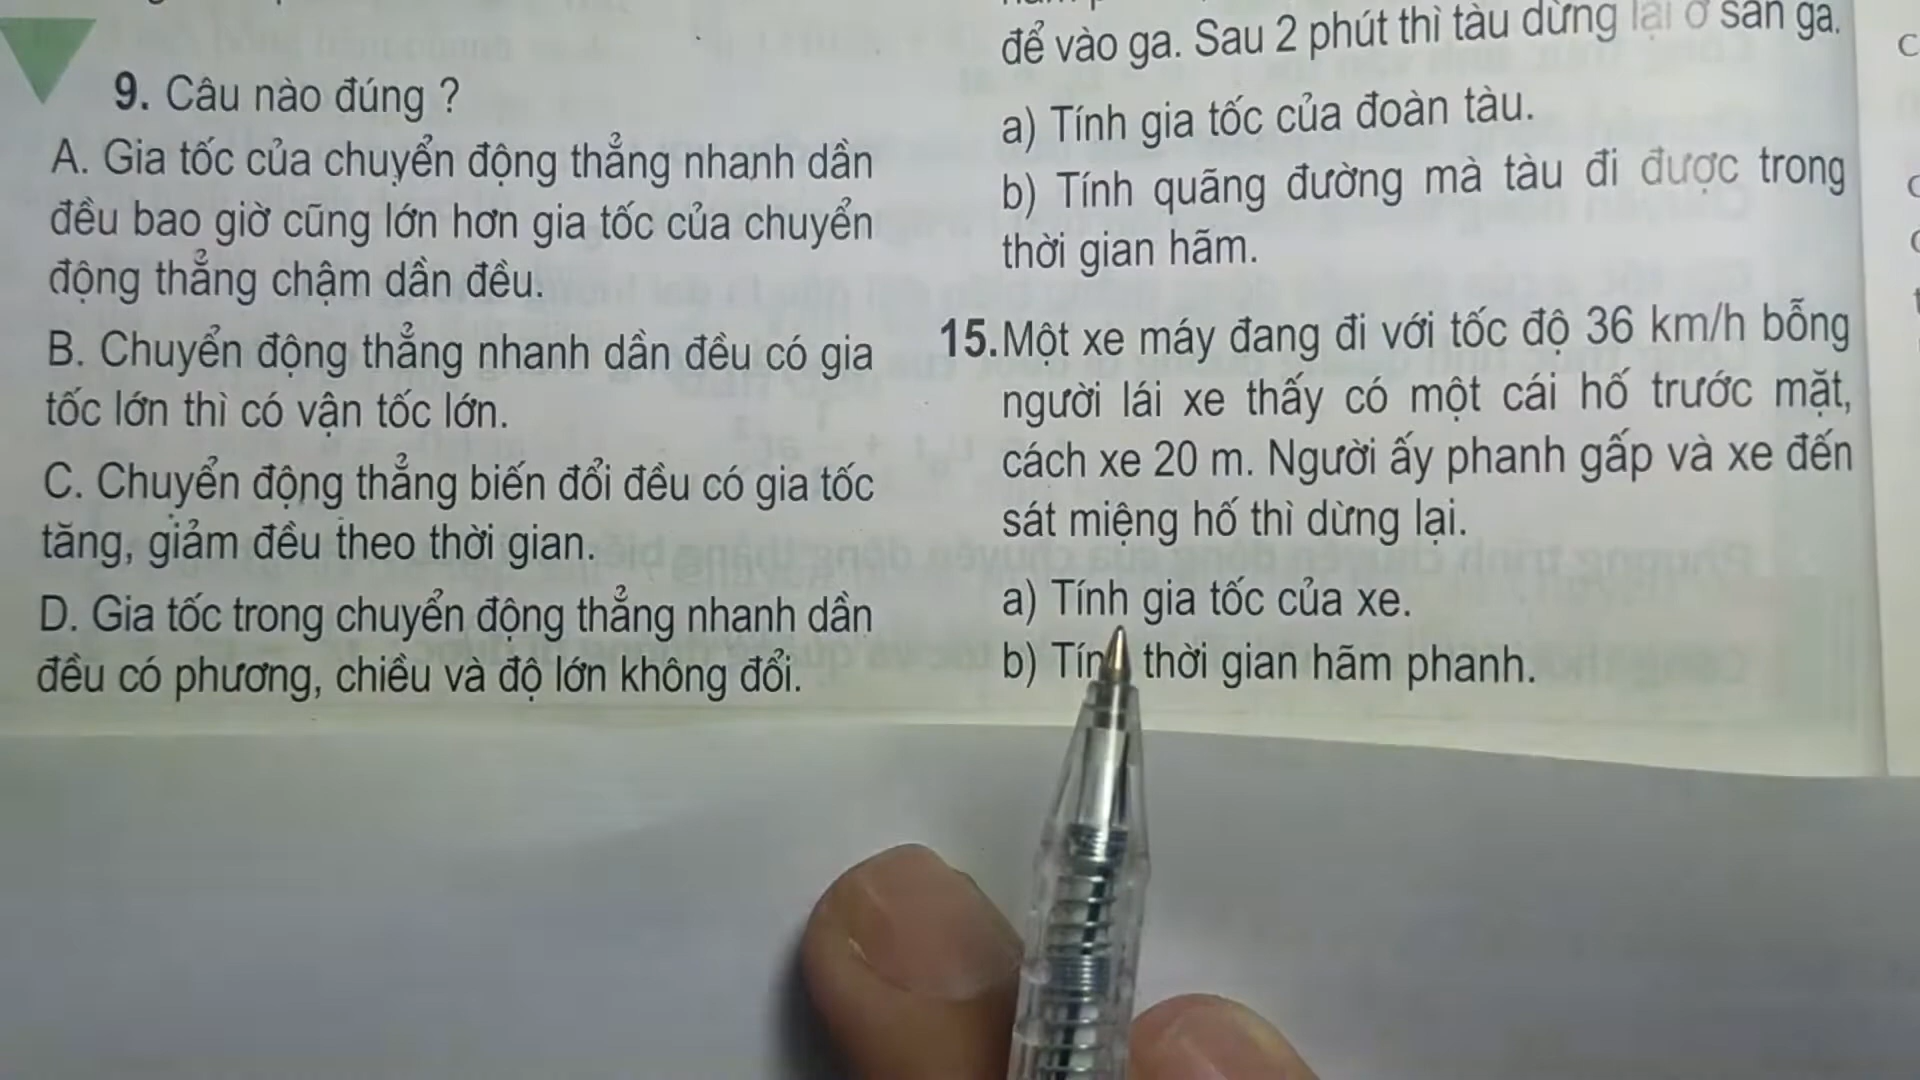 9. Câu nào đúng ?
A. Gia tốc của chuyển động thẳng nhanh dần
đều bao giờ cũng lớn hơn gia tốc của chuyển
động thẳng chậm dần đều.
B. Chuyển động thẳng nhanh dần đều có gia
tốc lớn thì có vận tốc lớn.
C. Chuyển động thẳng biến đổi đều có gia tốc
tăng, giảm đều theo thời gian.
D. Gia tốc trong chuyển động thẳng nhanh dần
đều có phương, chiều và độ lớn không đổi.
để vào ga. Sau 2 phút thì tàu dừng lại ở sân ga.
a) Tính gia tốc của đoàn tàu.
b) Tính quãng đường mà tàu đi được trong
thời gian hãm.
15. Một xe máy đang đi với tốc độ 36 km/h bỗng
người lái xe thấy có một cái hố trước mặt,
cách xe 20 m. Người ấy phanh gấp và xe đến
sát miệng hố thì dừng lại.
a) Tính gia tốc của xe.
b) Tính thời gian hãm phanh.